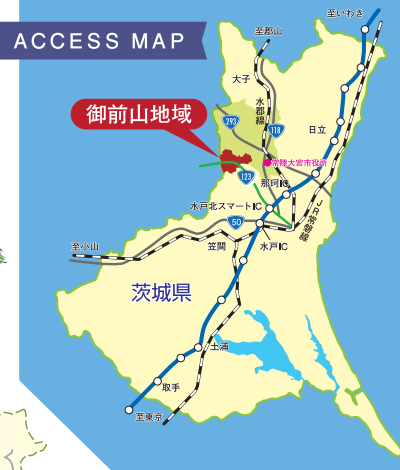 ACCESS MAP
至いわき
至郡山
大子
水郡線
293
118
日立
御前山地域
常陸大宮市役所
123
那珂IC
水戸北スマートIC
JR常磐線
50
至小山
笠間
水戸IC
茨城県
土浦
取手
至東京